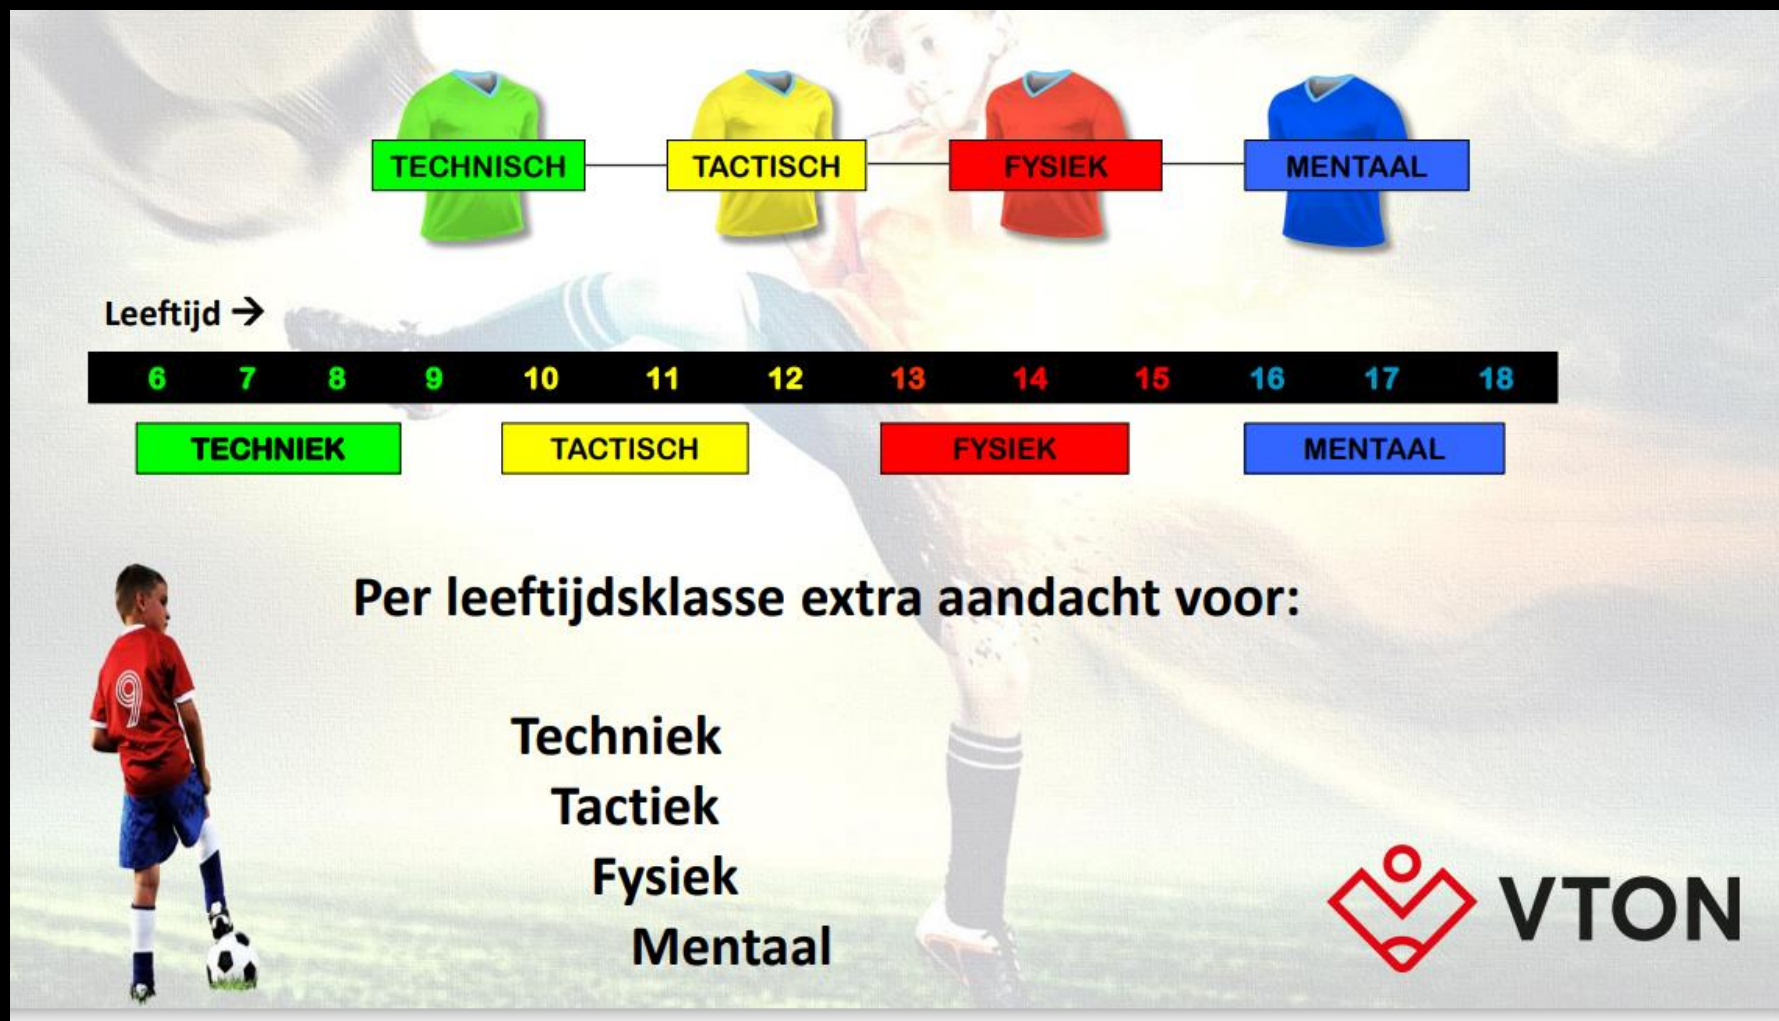 TECHNISCH TACTISCH FYSIEK MENTAAL
Leeftijd →
6 7 8 9 10 11 12 13 14 15 16 17 18
TECHNIEK TACTISCH FYSIEK MENTAAL
Per leeftijdsklasse extra aandacht voor:
9
Techniek
Tactiek
Fysiek
Mentaal
VTON